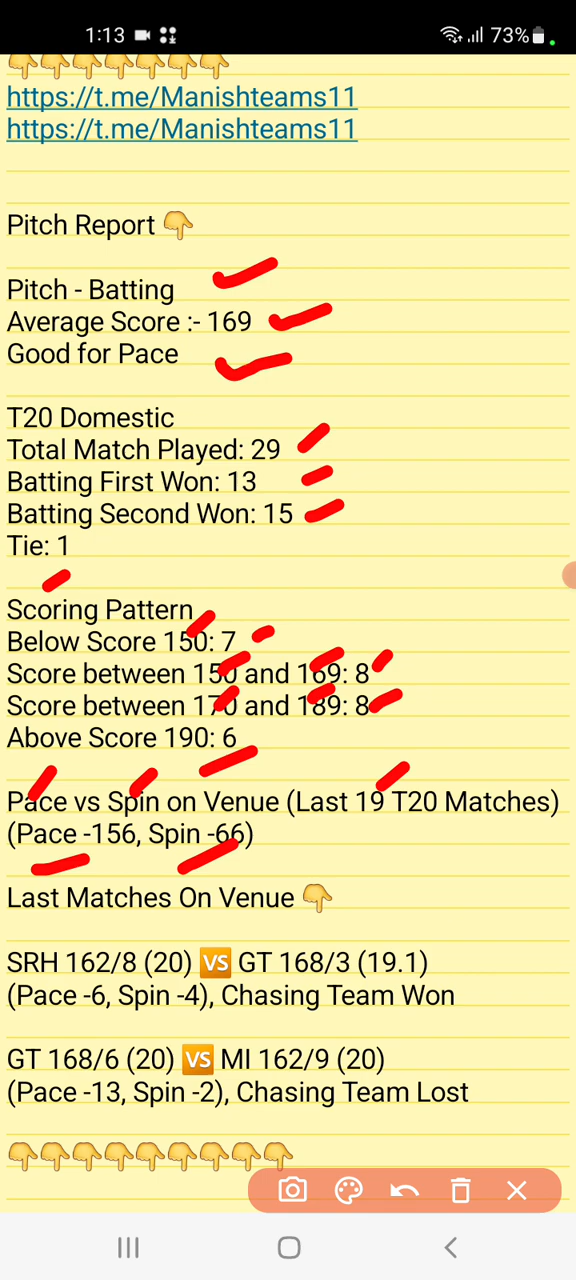 1:13 73%
👇👇👇👇👇👇👇
https://t.me/Manishteams11
https://t.me/Manishteams11
Pitch Report 👇
Pitch - Batting
Average Score :- 169
Good for Pace
T20 Domestic
Total Match Played: 29
Batting First Won: 13
Batting Second Won: 15
Tie: 1
Scoring Pattern
Below Score 150: 7
Score between 150 and 169: 8
Score between 170 and 189: 8
Above Score 190: 6
Pace vs Spin on Venue (Last 19 T20 Matches)
(Pace -156, Spin -66)
Last Matches On Venue 👇
SRH 162/8 (20) 🆚 GT 168/3 (19.1)
(Pace -6, Spin -4), Chasing Team Won
GT 168/6 (20) 🆚 MI 162/9 (20)
(Pace -13, Spin -2), Chasing Team Lost
👇👇👇👇👇👇👇👇👇